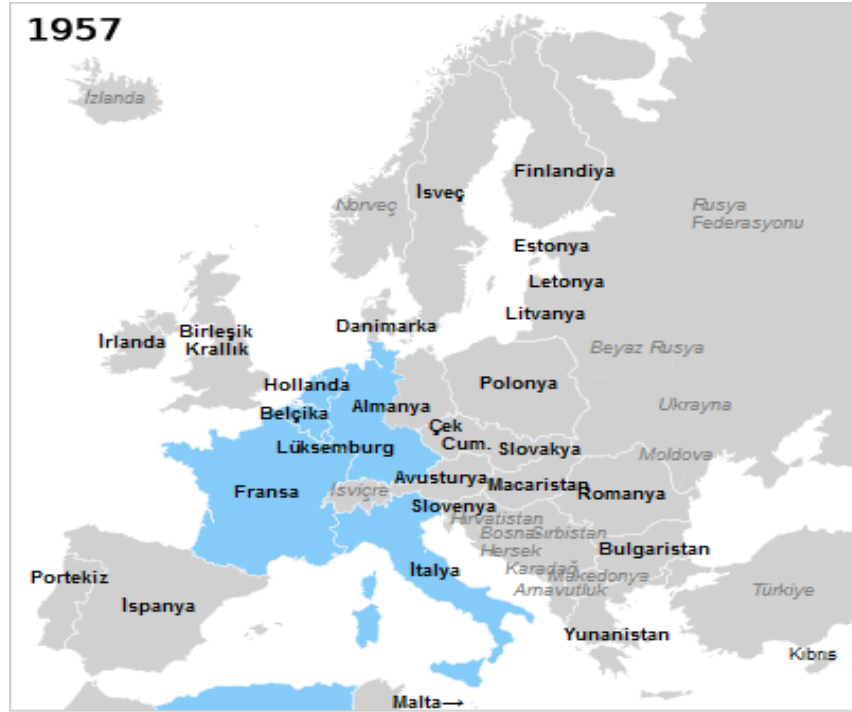 1957
İzlanda
Finlandiya
İsveç
Norveç
Rusya
Federasyonu
Estonya
Letonya
Litvanya
Danimarka
İrlanda
Birleşik
Krallık
Beyaz Rusya
Hollanda
Polonya
Almanya
Belçika
Ukrayna
Çek
Cum.
Lüksemburg
Slovakya
Moldova
Avusturya
Fransa
İsviçre
Macaristan
Romanya
Slovenya
Hırvatistan
Bosna
Hersek
Sırbistan
Bulgaristan
Karadağ
Makedonya
İtalya
Portekiz
Arnavutluk
Türkiye
İspanya
Yunanistan
Kıbrıs
Malta→